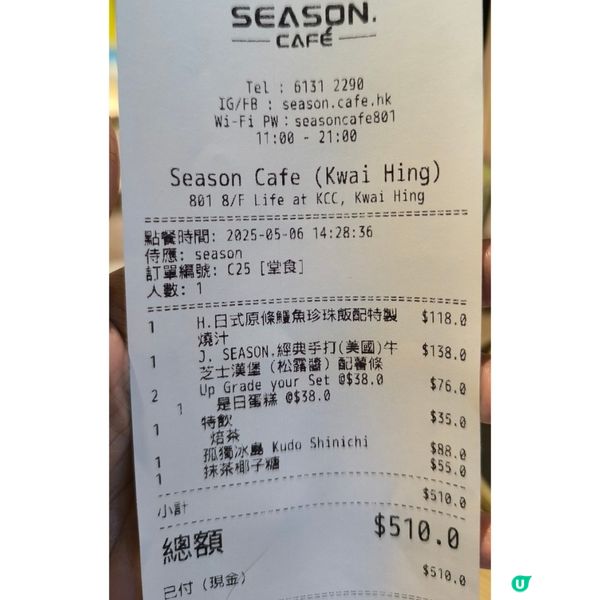 SEASON.
CAFÉ
Tel : 6131 2290
IG/FB : season.cafe.hk
Wi-Fi PW：seasoncafe801
11:00 - 21:00
Season Cafe (Kwai Hing)
801 8/F Life at KCC, Kwai Hing
點餐時間: 2025-05-06 14:28:36
侍應: season
訂單編號: C25 [堂食]
人數: 1
1 H.日式原條鰻魚珍珠飯配特製 $118.0
燒汁
1 J. SEASON.經典手打(美國)牛 $138.0
芝士漢堡 (松露醬) 配薯條
2 Up Grade your Set @$38.0 $76.0
1 是日蛋糕 @$38.0
1 特飲 $35.0
焙茶
1 孤獨冰島 Kudo Shinichi $88.0
1 抹茶椰子糖 $55.0
小計 $510.0
總額 $510.0
已付 (現金) $510.0
U